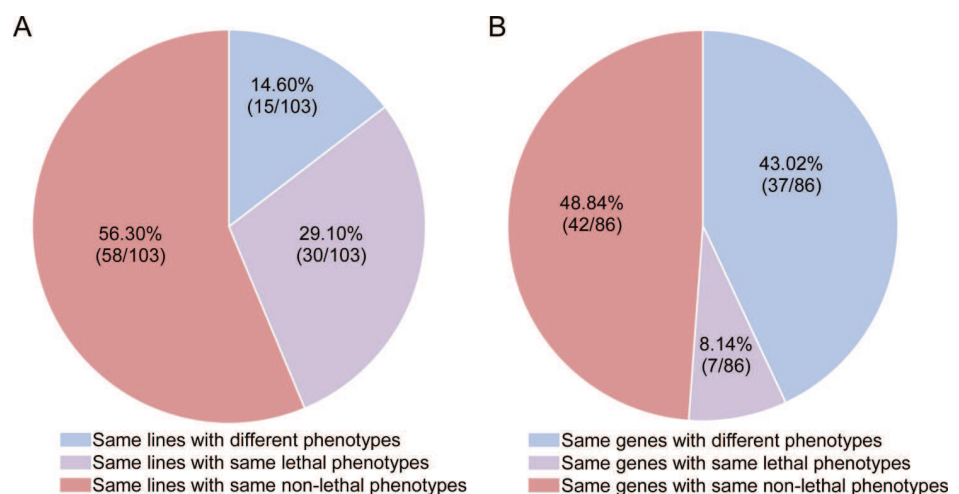 A
14.60%
(15/103)
56.30%
(58/103)
29.10%
(30/103)
Same lines with different phenotypes
Same lines with same lethal phenotypes
Same lines with same non-lethal phenotypes
B
43.02%
(37/86)
48.84%
(42/86)
8.14%
(7/86)
Same genes with different phenotypes
Same genes with same lethal phenotypes
Same genes with same non-lethal phenotypes